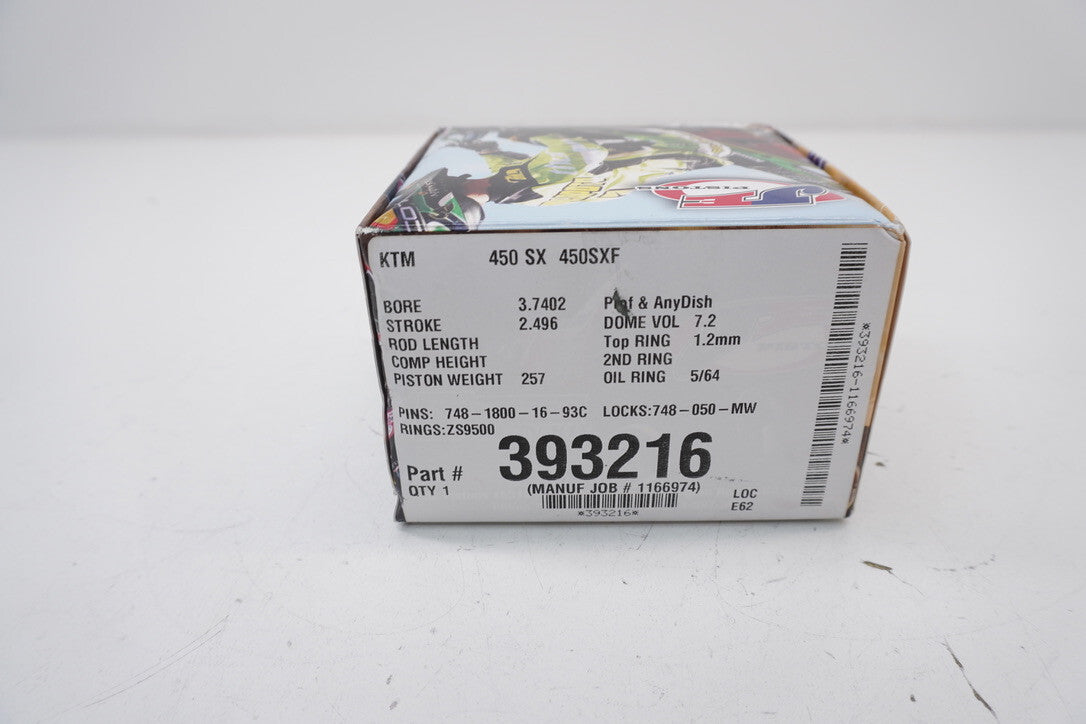 PISTONS
KTM 450 SX 450SXF
BORE 3.7402 & AnyDish
STROKE 2.496 DOME VOL 7.2
ROD LENGTH Top RING 1.2mm
COMP HEIGHT 2ND RING
PISTON WEIGHT 257 OIL RING 5/64
PINS: 748-1800-16-93C LOCKS:748-050-MW
RINGS:ZS9500
Part # 393216
QTY 1 (MANUF JOB # 1166974) LOC
*393216* E62
*393216-1166974*